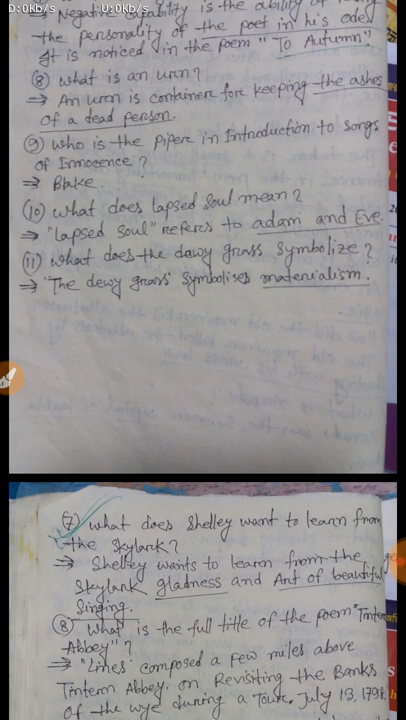 D:0Kb/s U:0Kb/s
⇒ Negative Capability is the ability of
the personality of the poet in his odes
It is noticed in the poem "To Autumn"
(8) What is an urn?
⇒ An urn is container fore keeping the ashes
of a dead person.
(9) Who is the Piper in Introduction to songs
of Innocence?
⇒ Blake.
(10) What does lapsed Soul mean?
⇒ "Lapsed Soul" refers to adam and Eve.
(11) What does the dewy grass Symbolize?
⇒ "The dewy grass" Symbolises materialism.
(7) What does Shelley want to learn from
the Skylark?
⇒ Shelley wants to learn from the
Skylark gladness and Art of beautiful
Singing.
(8) What is the full title of the poem "Tintern
Abbey"?
⇒ "Lines composed a few miles above
Tintern Abbey, on Revisiting the Banks
of the wye during a Tour, July 13, 1798.